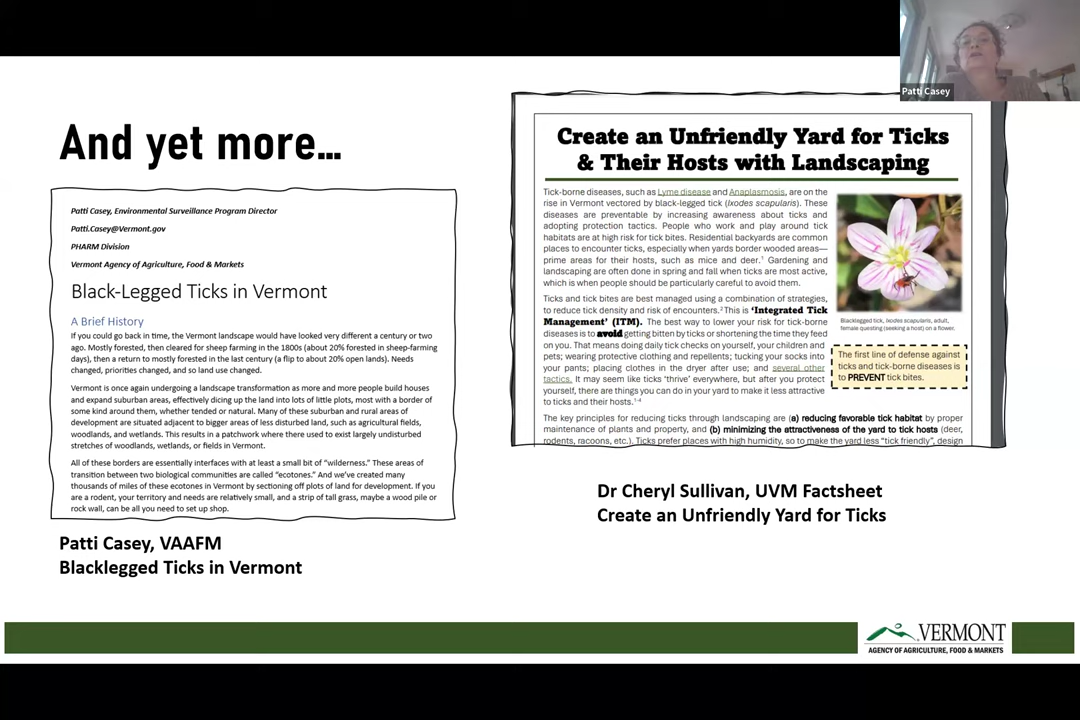 Patti Casey
And yet more...
Patti Casey, Environmental Surveillance Program Director
Patti.Casey@Vermont.gov
PHARM Division
Vermont Agency of Agriculture, Food & Markets
Black-Legged Ticks in Vermont
A Brief History
If you could go back in time, the Vermont landscape would have looked very different a century or two
ago. Mostly forested, then cleared for sheep farming in the 1800s (about 20% forested in sheep-farming
days), then a return to mostly forested in the last century (a flip to about 20% open lands). Needs
changed, priorities changed, and so land use changed.
Vermont is once again undergoing a landscape transformation as more and more people build houses
and expand suburban areas, effectively dicing up the land into lots of little plots, most with a border of
some kind around them, whether tended or natural. Many of these suburban and rural areas of
development are situated adjacent to bigger areas of less disturbed land, such as agricultural fields,
woodlands, and wetlands. This results in a patchwork where there used to exist largely undisturbed
stretches of woodlands, wetlands, or fields in Vermont.
All of these borders are essentially interfaces with at least a small bit of “wilderness.” These areas of
transition between two biological communities are called “ecotones.” And we’ve created many
thousands of miles of these ecotones in Vermont by sectioning off plots of land for development. If you
are a rodent, your territory and needs are relatively small, and a strip of tall grass, maybe a wood pile or
rock wall, can be all you need to set up shop.
Patti Casey, VAAFM
Blacklegged Ticks in Vermont
Create an Unfriendly Yard for Ticks
& Their Hosts with Landscaping
Tick-borne diseases, such as Lyme disease and Anaplasmosis, are on the
rise in Vermont vectored by black-legged tick (Ixodes scapularis). These
diseases are preventable by increasing awareness about ticks and
adopting protection tactics. People who work and play around tick
habitats are at high risk for tick bites. Residential backyards are common
places to encounter ticks, especially when yards border wooded areas—
prime areas for their hosts, such as mice and deer.¹ Gardening and
landscaping are often done in spring and fall when ticks are most active,
which is when people should be particularly careful to avoid them.
Ticks and tick bites are best managed using a combination of strategies,
to reduce tick density and risk of encounters.² This is ‘Integrated Tick
Management’ (ITM). The best way to lower your risk for tick-borne
diseases is to avoid getting bitten by ticks or shortening the time they feed
on you. That means doing daily tick checks on yourself, your children and
pets; wearing protective clothing and repellents; tucking your socks into
your pants; placing clothes in the dryer after use; and several other
tactics. It may seem like ticks ‘thrive’ everywhere, but after you protect
yourself, there are things you can do in your yard to make it less attractive
to ticks and their hosts.¹⁻⁴
Blacklegged tick, Ixodes scapularis, adult,
female questing (seeking a host) on a flower.
The first line of defense against
ticks and tick-borne diseases is
to PREVENT tick bites.
The key principles for reducing ticks through landscaping are (a) reducing favorable tick habitat by proper
maintenance of plants and property, and (b) minimizing the attractiveness of the yard to tick hosts (deer,
rodents, racoons, etc.). Ticks prefer places with high humidity, so to make the yard less “tick friendly”, design
Dr Cheryl Sullivan, UVM Factsheet
Create an Unfriendly Yard for Ticks
VERMONT
AGENCY OF AGRICULTURE, FOOD & MARKETS